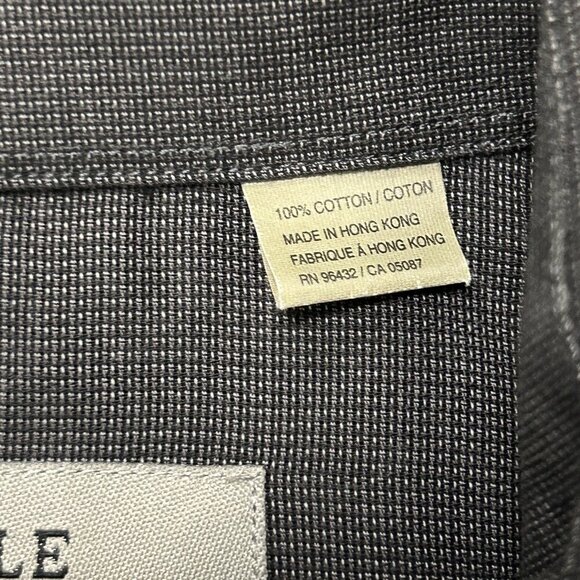 100% COTTON / COTON
MADE IN HONG KONG
FABRIQUE Á HONG KONG
RN 96432 / CA 05087
LE